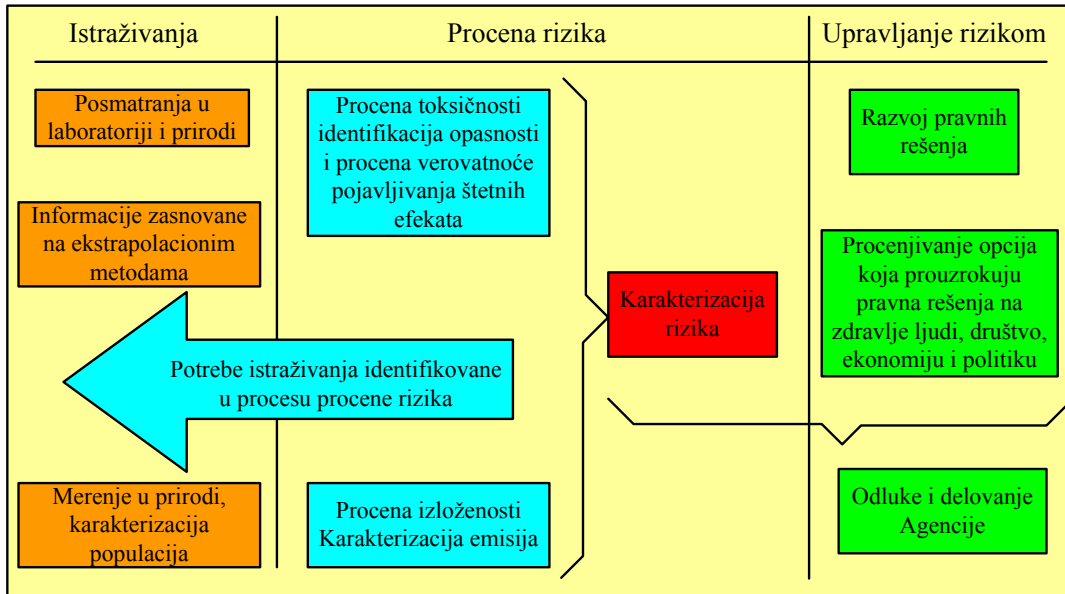 Istraživanja
Procena rizika
Upravljanje rizikom
Posmatranja u
laboratoriji i prirodi
Informacije zasnovane
na ekstrapolacionim
metodama
Merenje u prirodi,
karakterizacija
populacija
Procena toksičnosti
identifikacija opasnosti
i procena verovatnoće
pojavljivanja štetnih
efekata
Potrebe istraživanja identifikovane
u procesu procene rizika
Procena izloženosti
Karakterizacija emisija
Karakterizacija
rizika
Razvoj pravnih
rešenja
Procenjivanje opcija
koja prouzrokuju
pravna rešenja na
zdravlje ljudi, društvo,
ekonomiju i politiku
Odluke i delovanje
Agencije